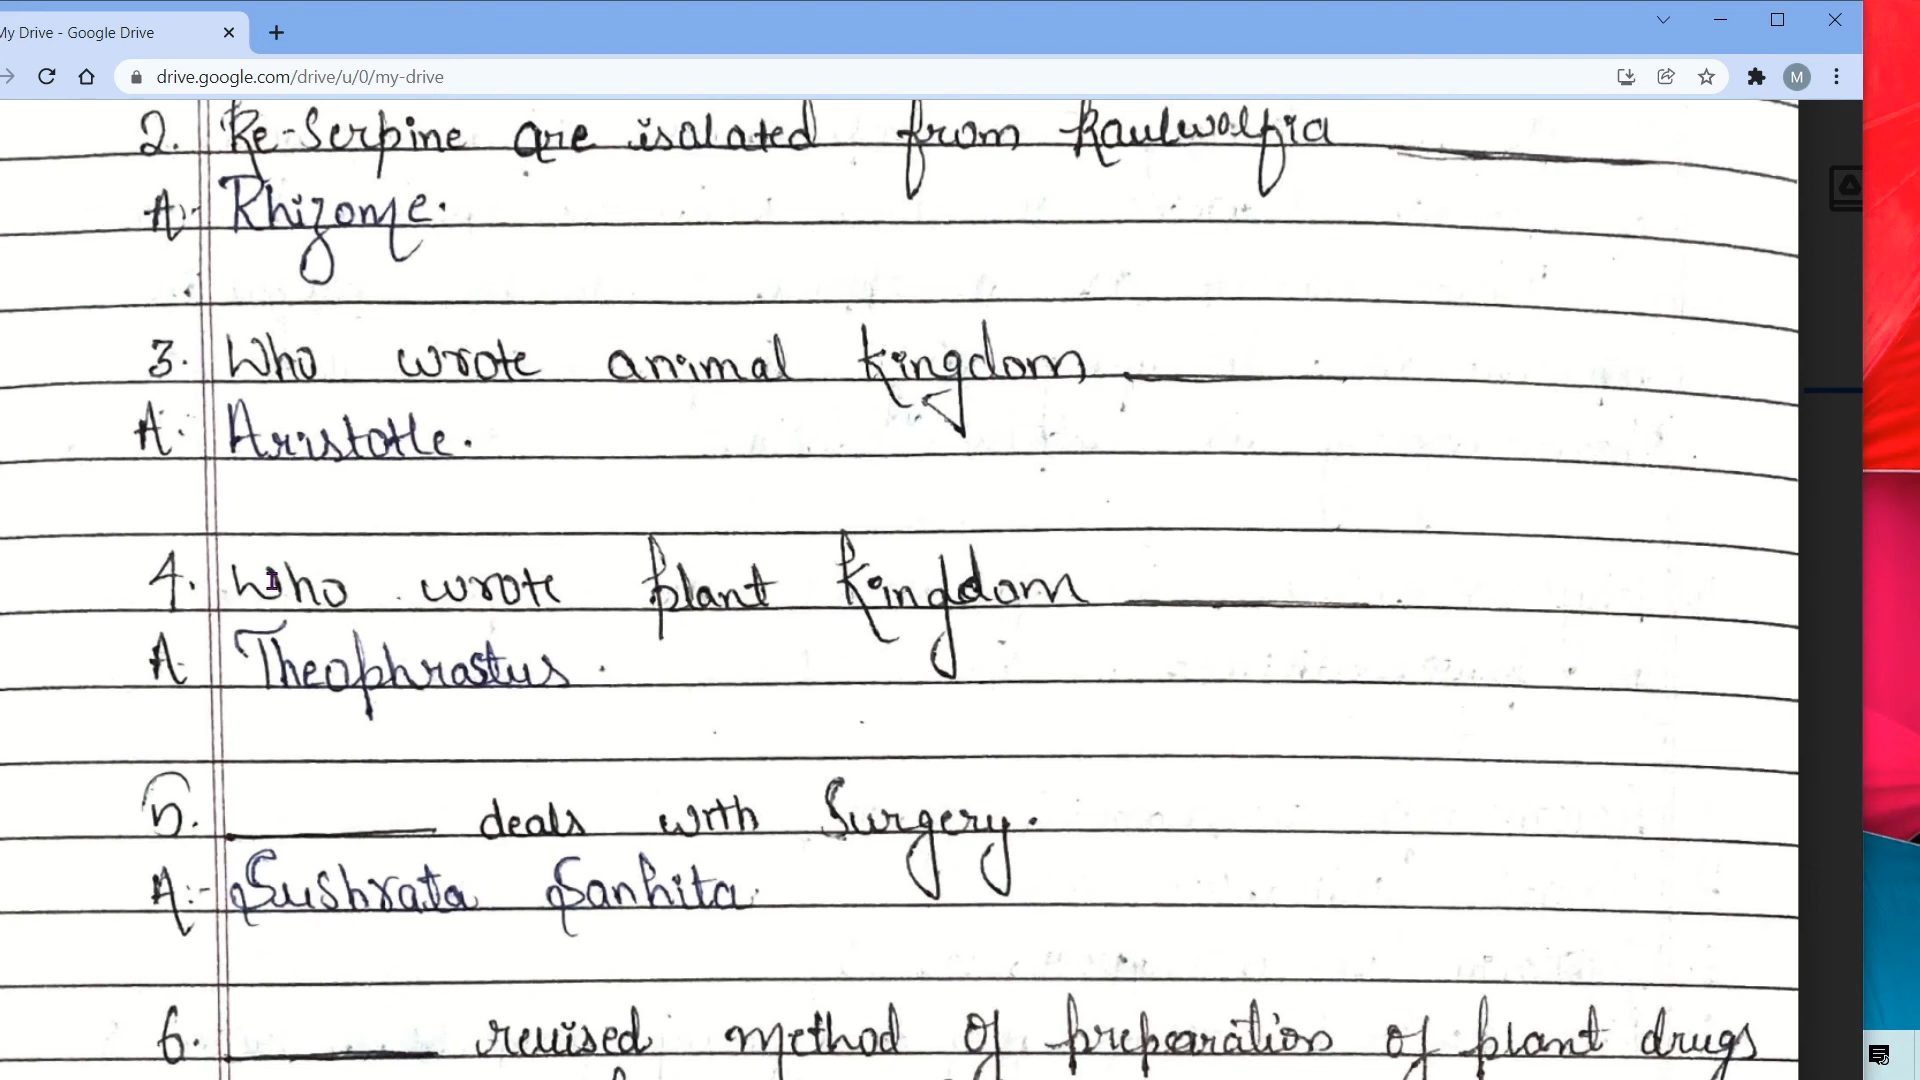 My Drive - Google Drive
drive.google.com/drive/u/0/my-drive
M
2. Re-Serpine are isolated from Raulwolfia
A:- Rhizome.
3. Who wrote animal kingdom
A. Aristotle.
4. Who wrote plant kingdom
A. Theophrastus.
5. deals with Surgery.
A:- Sushrata Sanhita
6. revised method of preparation of plant drugs